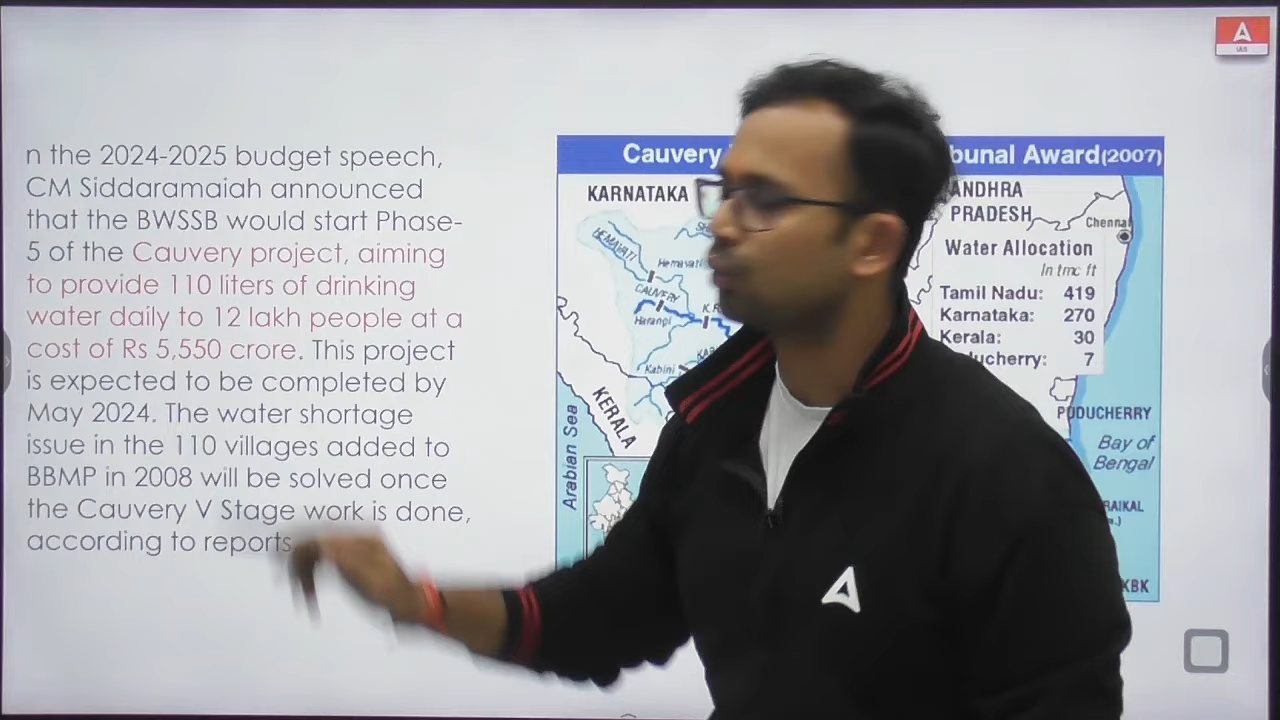 IAS
n the 2024-2025 budget speech,
CM Siddaramaiah announced
that the BWSSB would start Phase-
5 of the Cauvery project, aiming
to provide 110 liters of drinking
water daily to 12 lakh people at a
cost of Rs 5,550 crore. This project
is expected to be completed by
May 2024. The water shortage
issue in the 110 villages added to
BBMP in 2008 will be solved once
the Cauvery V Stage work is done,
according to reports.
Cauvery
bunal Award(2007)
KARNATAKA
ANDHRA
PRADESH
Chennai
HEMAVATI
Hemavati
CAUVERY
Harangi
K.R
KAB
Kabini
KERALA
Arabian Sea
Water Allocation
In tmc ft
Tamil Nadu: 419
Karnataka: 270
Kerala: 30
ducherry: 7
PUDUCHERRY
Bay of
Bengal
RAIKAL
KBK